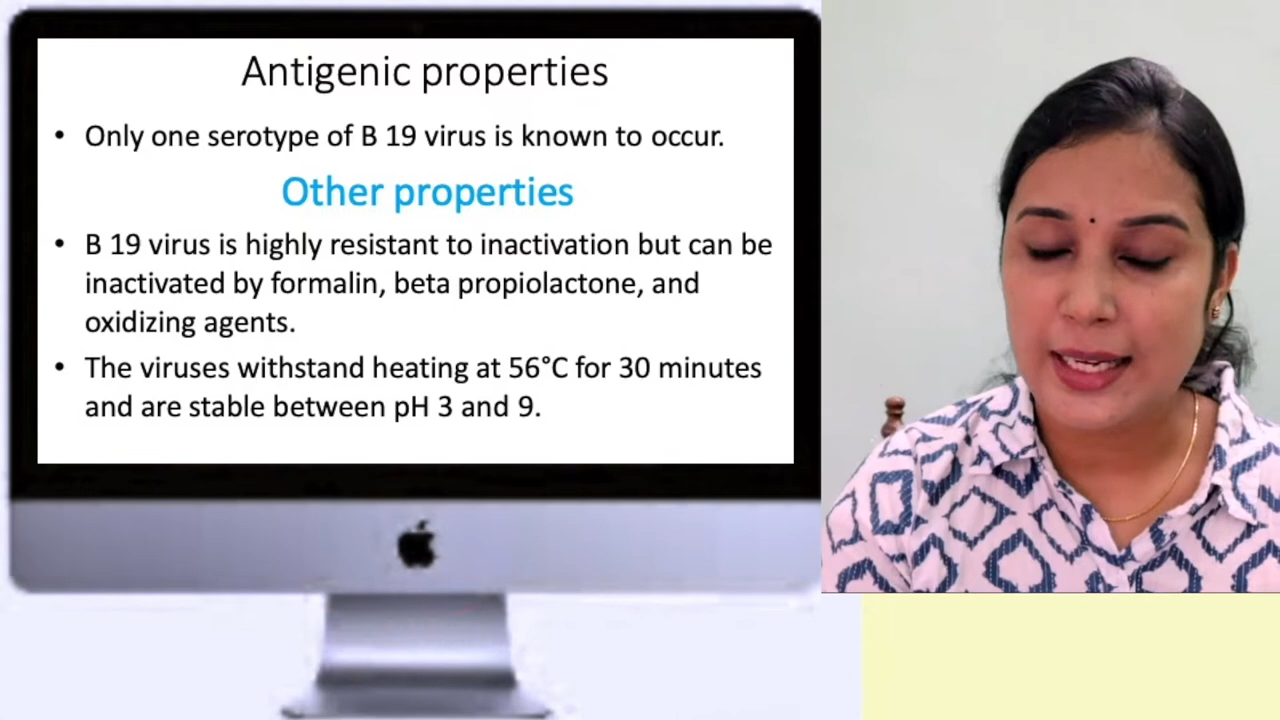 Antigenic properties
• Only one serotype of B 19 virus is known to occur.
Other properties
• B 19 virus is highly resistant to inactivation but can be
inactivated by formalin, beta propiolactone, and
oxidizing agents.
• The viruses withstand heating at 56°C for 30 minutes
and are stable between pH 3 and 9.